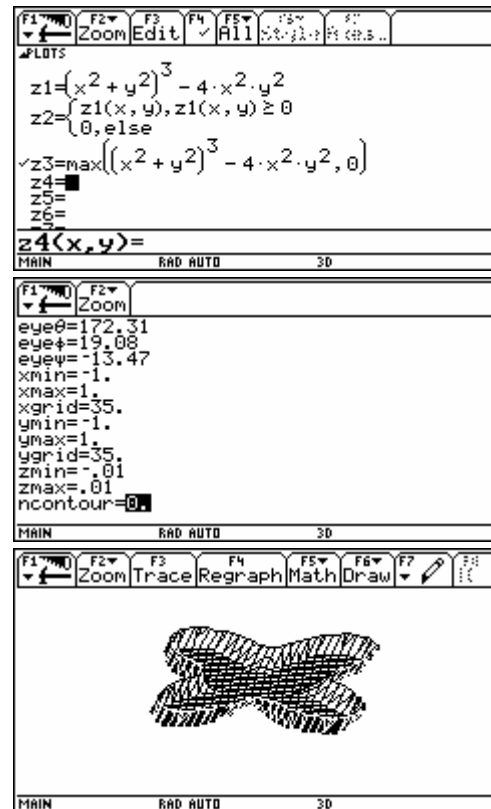 F1 F2 F3 F4 F5
Zoom Edit ✓ All
PLOTS
z1=(x²+y²)³-4·x²·y²
z2={z1(x,y),z1(x,y)≥0
{0,else
✓z3=max((x²+y²)³-4·x²·y²,0)
z4=
z5=
z6=
z4(x,y)=
MAIN RAD AUTO 3D
F1 F2
Zoom
eyeθ=172.31
eyeϕ=19.08
eyeψ=⁻13.47
xmin=⁻1.
xmax=1.
xgrid=35.
ymin=⁻1.
ymax=1.
ygrid=35.
zmin=⁻.01
zmax=.01
ncontour=0.
MAIN RAD AUTO 3D
F1 F2 F3 F4 F5 F6 F7
Zoom Trace Regraph Math Draw
MAIN RAD AUTO 3D